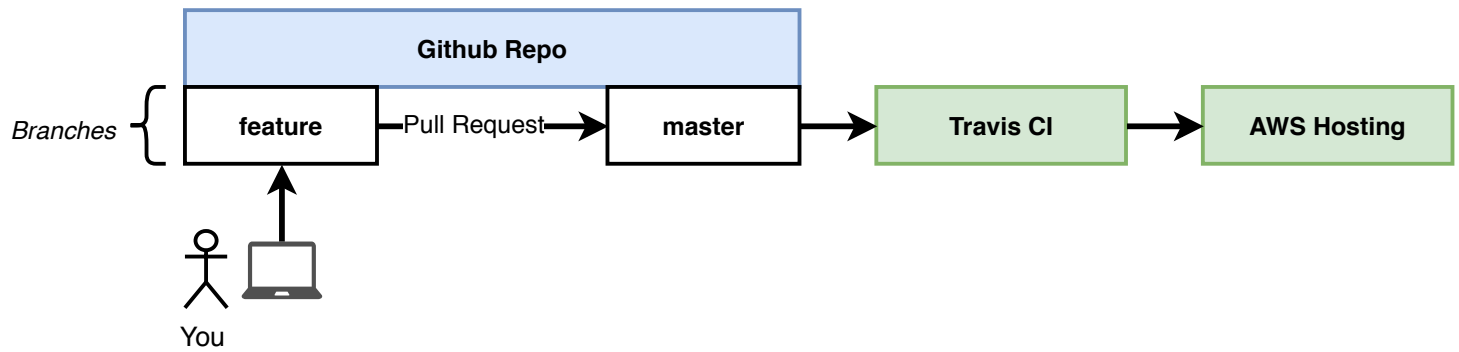 Github Repo
Branches
feature
Pull Request
master
Travis CI
AWS Hosting
You